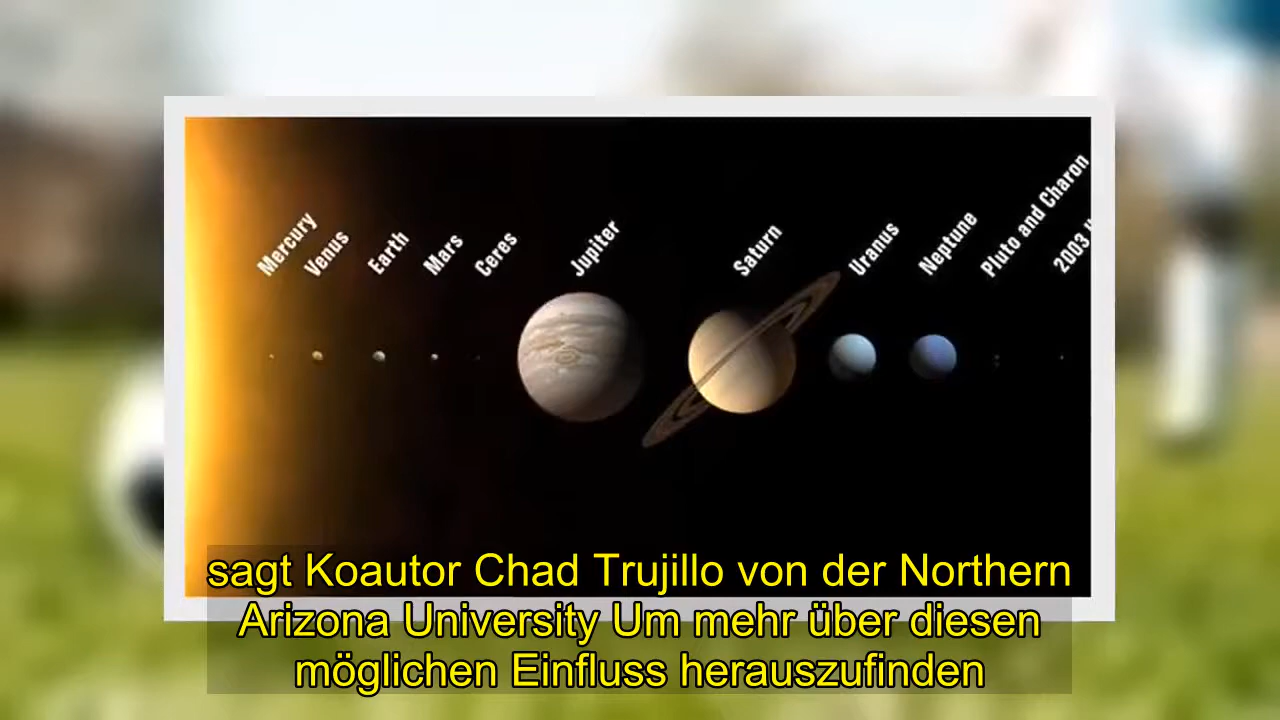 Mercury
Venus
Earth
Mars
Ceres
Jupiter
Saturn
Uranus
Neptune
Pluto and Charon
2003
sagt Koautor Chad Trujillo von der Northern
Arizona University Um mehr über diesen
möglichen Einfluss herauszufinden